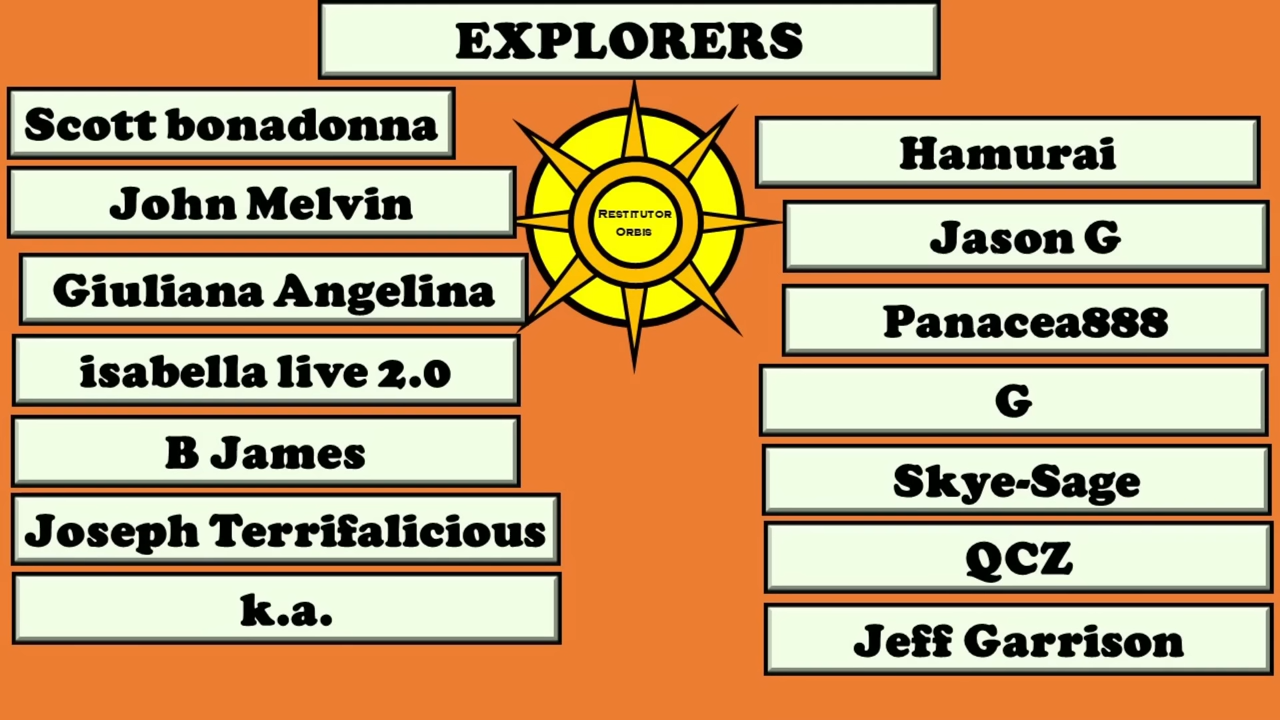 EXPLORERS
Scott bonadonna
John Melvin
Giuliana Angelina
isabella live 2.0
B James
Joseph Terrifalicious
k.a.
Restitutor
Orbis
Hamurai
Jason G
Panacea888
G
Skye-Sage
QCZ
Jeff Garrison